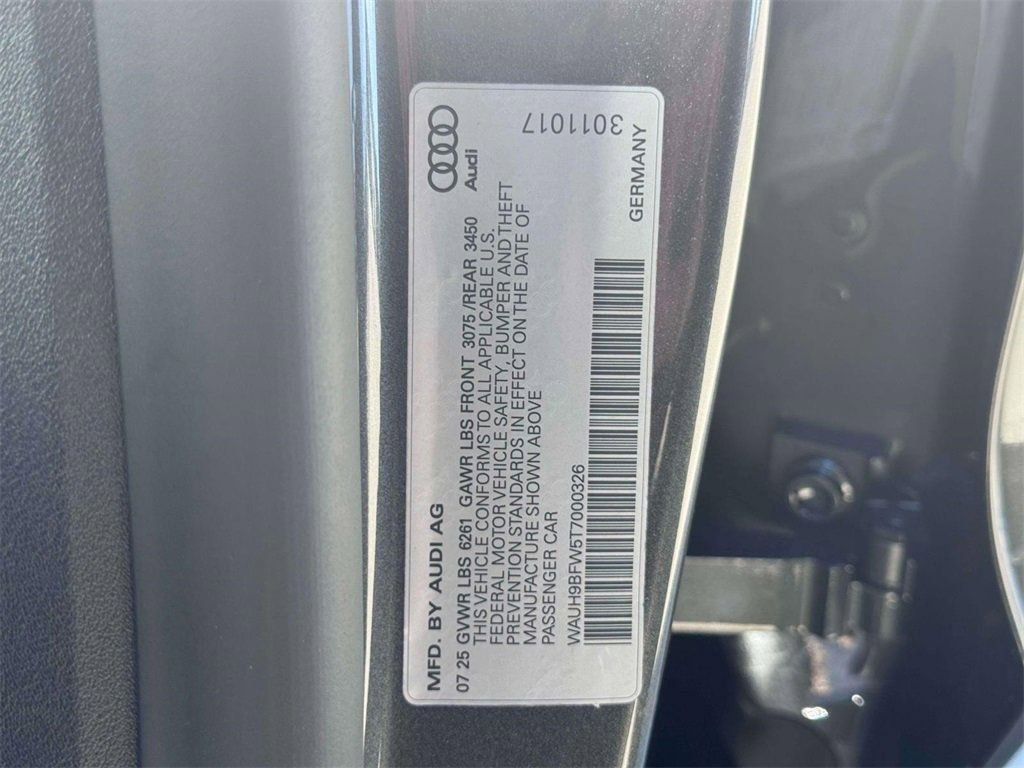 MFD. BY AUDI AG
Audi
07 25 GVWR LBS 6261 GAWR LBS FRONT 3075 /REAR 3450
THIS VEHICLE CONFORMS TO ALL APPLICABLE U.S.
FEDERAL MOTOR VEHICLE SAFETY, BUMPER AND THEFT
PREVENTION STANDARDS IN EFFECT ON THE DATE OF
MANUFACTURE SHOWN ABOVE
PASSENGER CAR
WAUH9BFW5T7000326
3011017
GERMANY